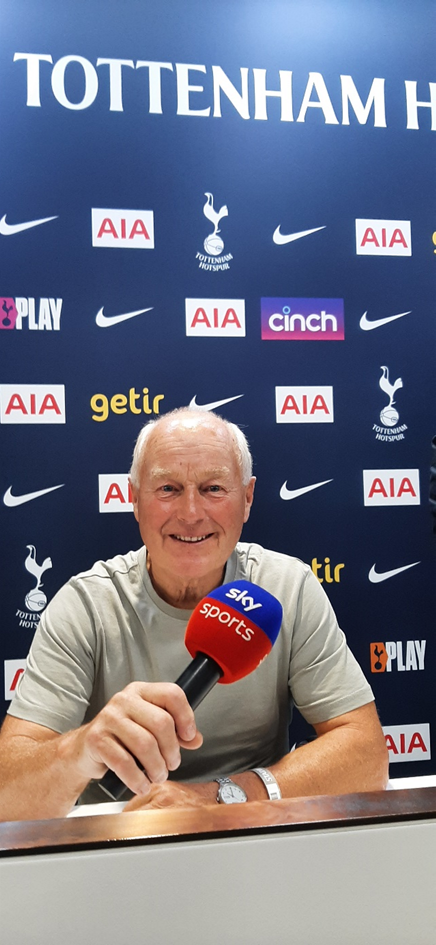 TOTTENHAM H
AIA
TOTTENHAM
HOTSPUR
AIA
PLAY
AIA
cinch
AIA
getir
AIA
TOTTENHAM
HOTSPUR
AIA
TOTTENHAM
HOTSPUR
sky
sports
PLAY
AIA